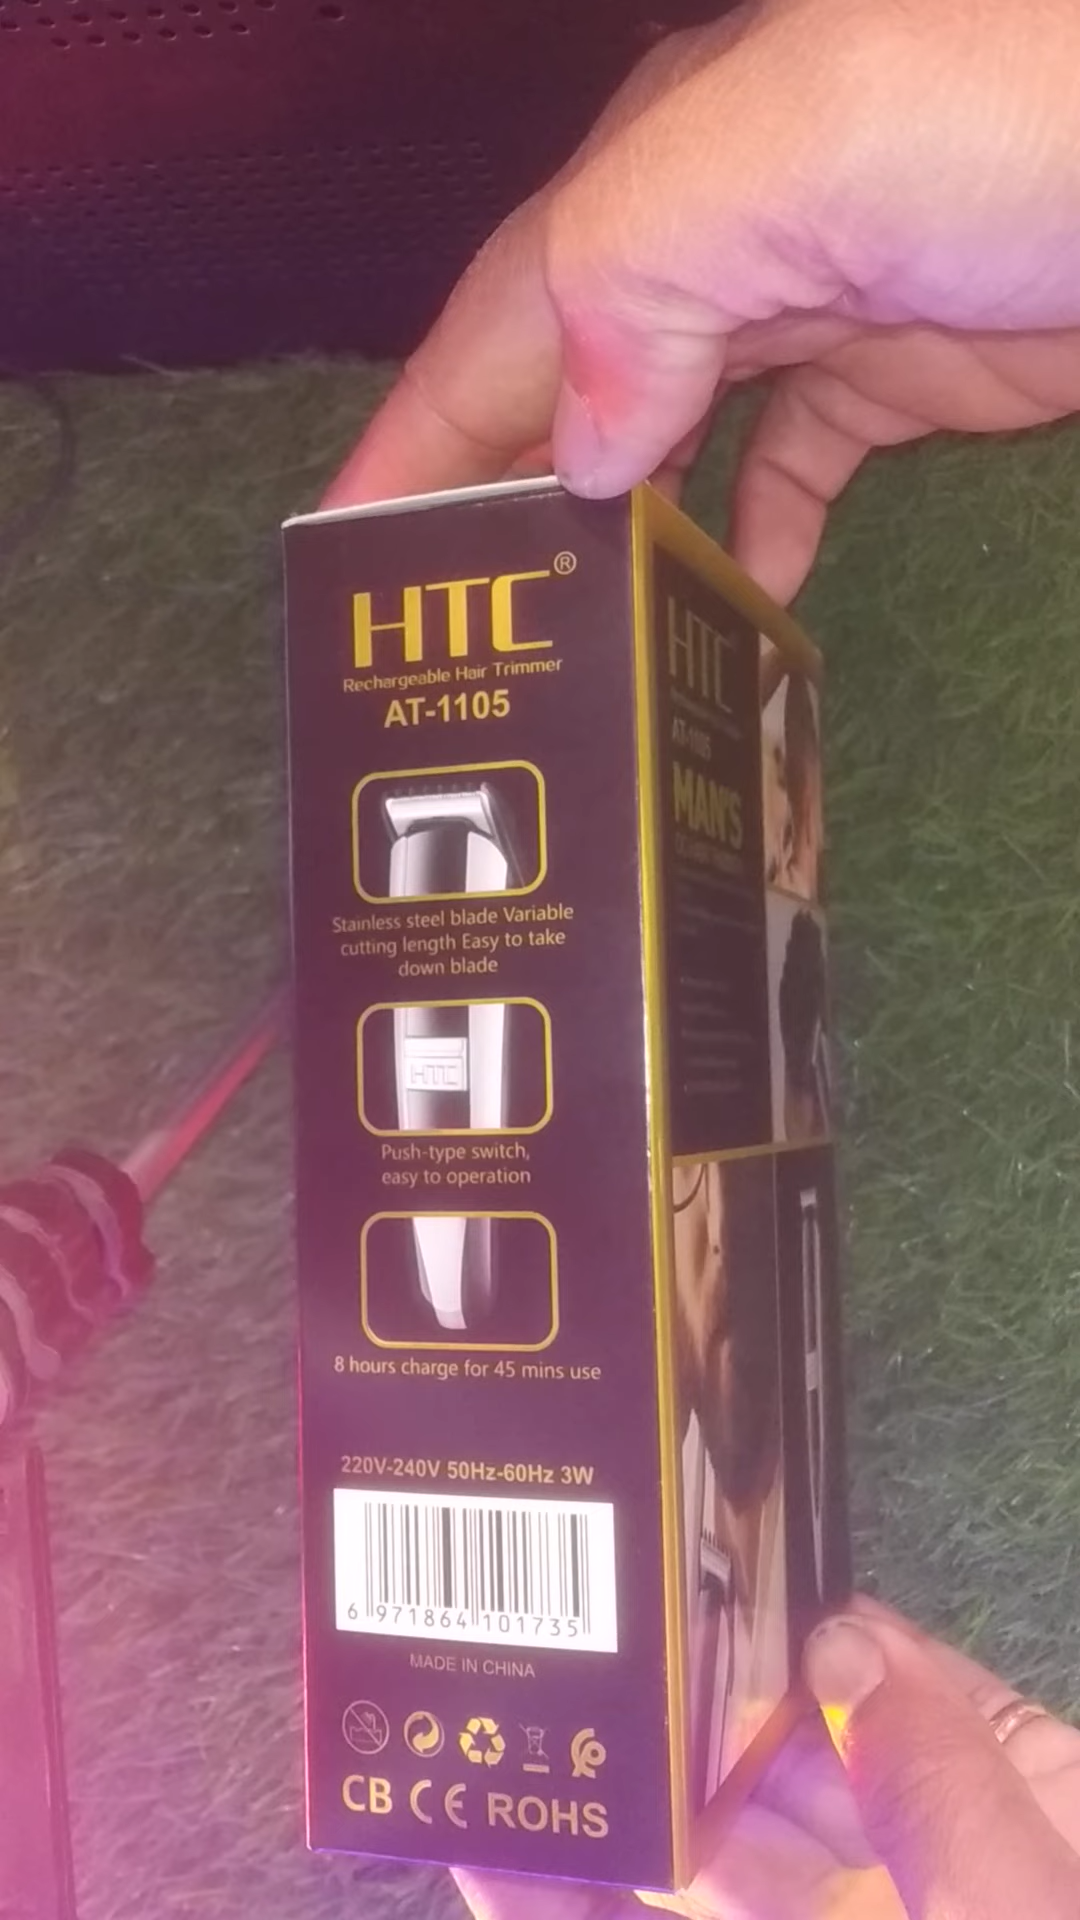 HTC®
Rechargeable Hair Trimmer
AT-1105
Stainless steel blade Variable
cutting length Easy to take
down blade
HTC
Push-type switch,
easy to operation
8 hours charge for 45 mins use
220V-240V 50Hz-60Hz 3W
6 971864 101735
MADE IN CHINA
CB CE ROHS
HTC
AT-1105
MAN'S